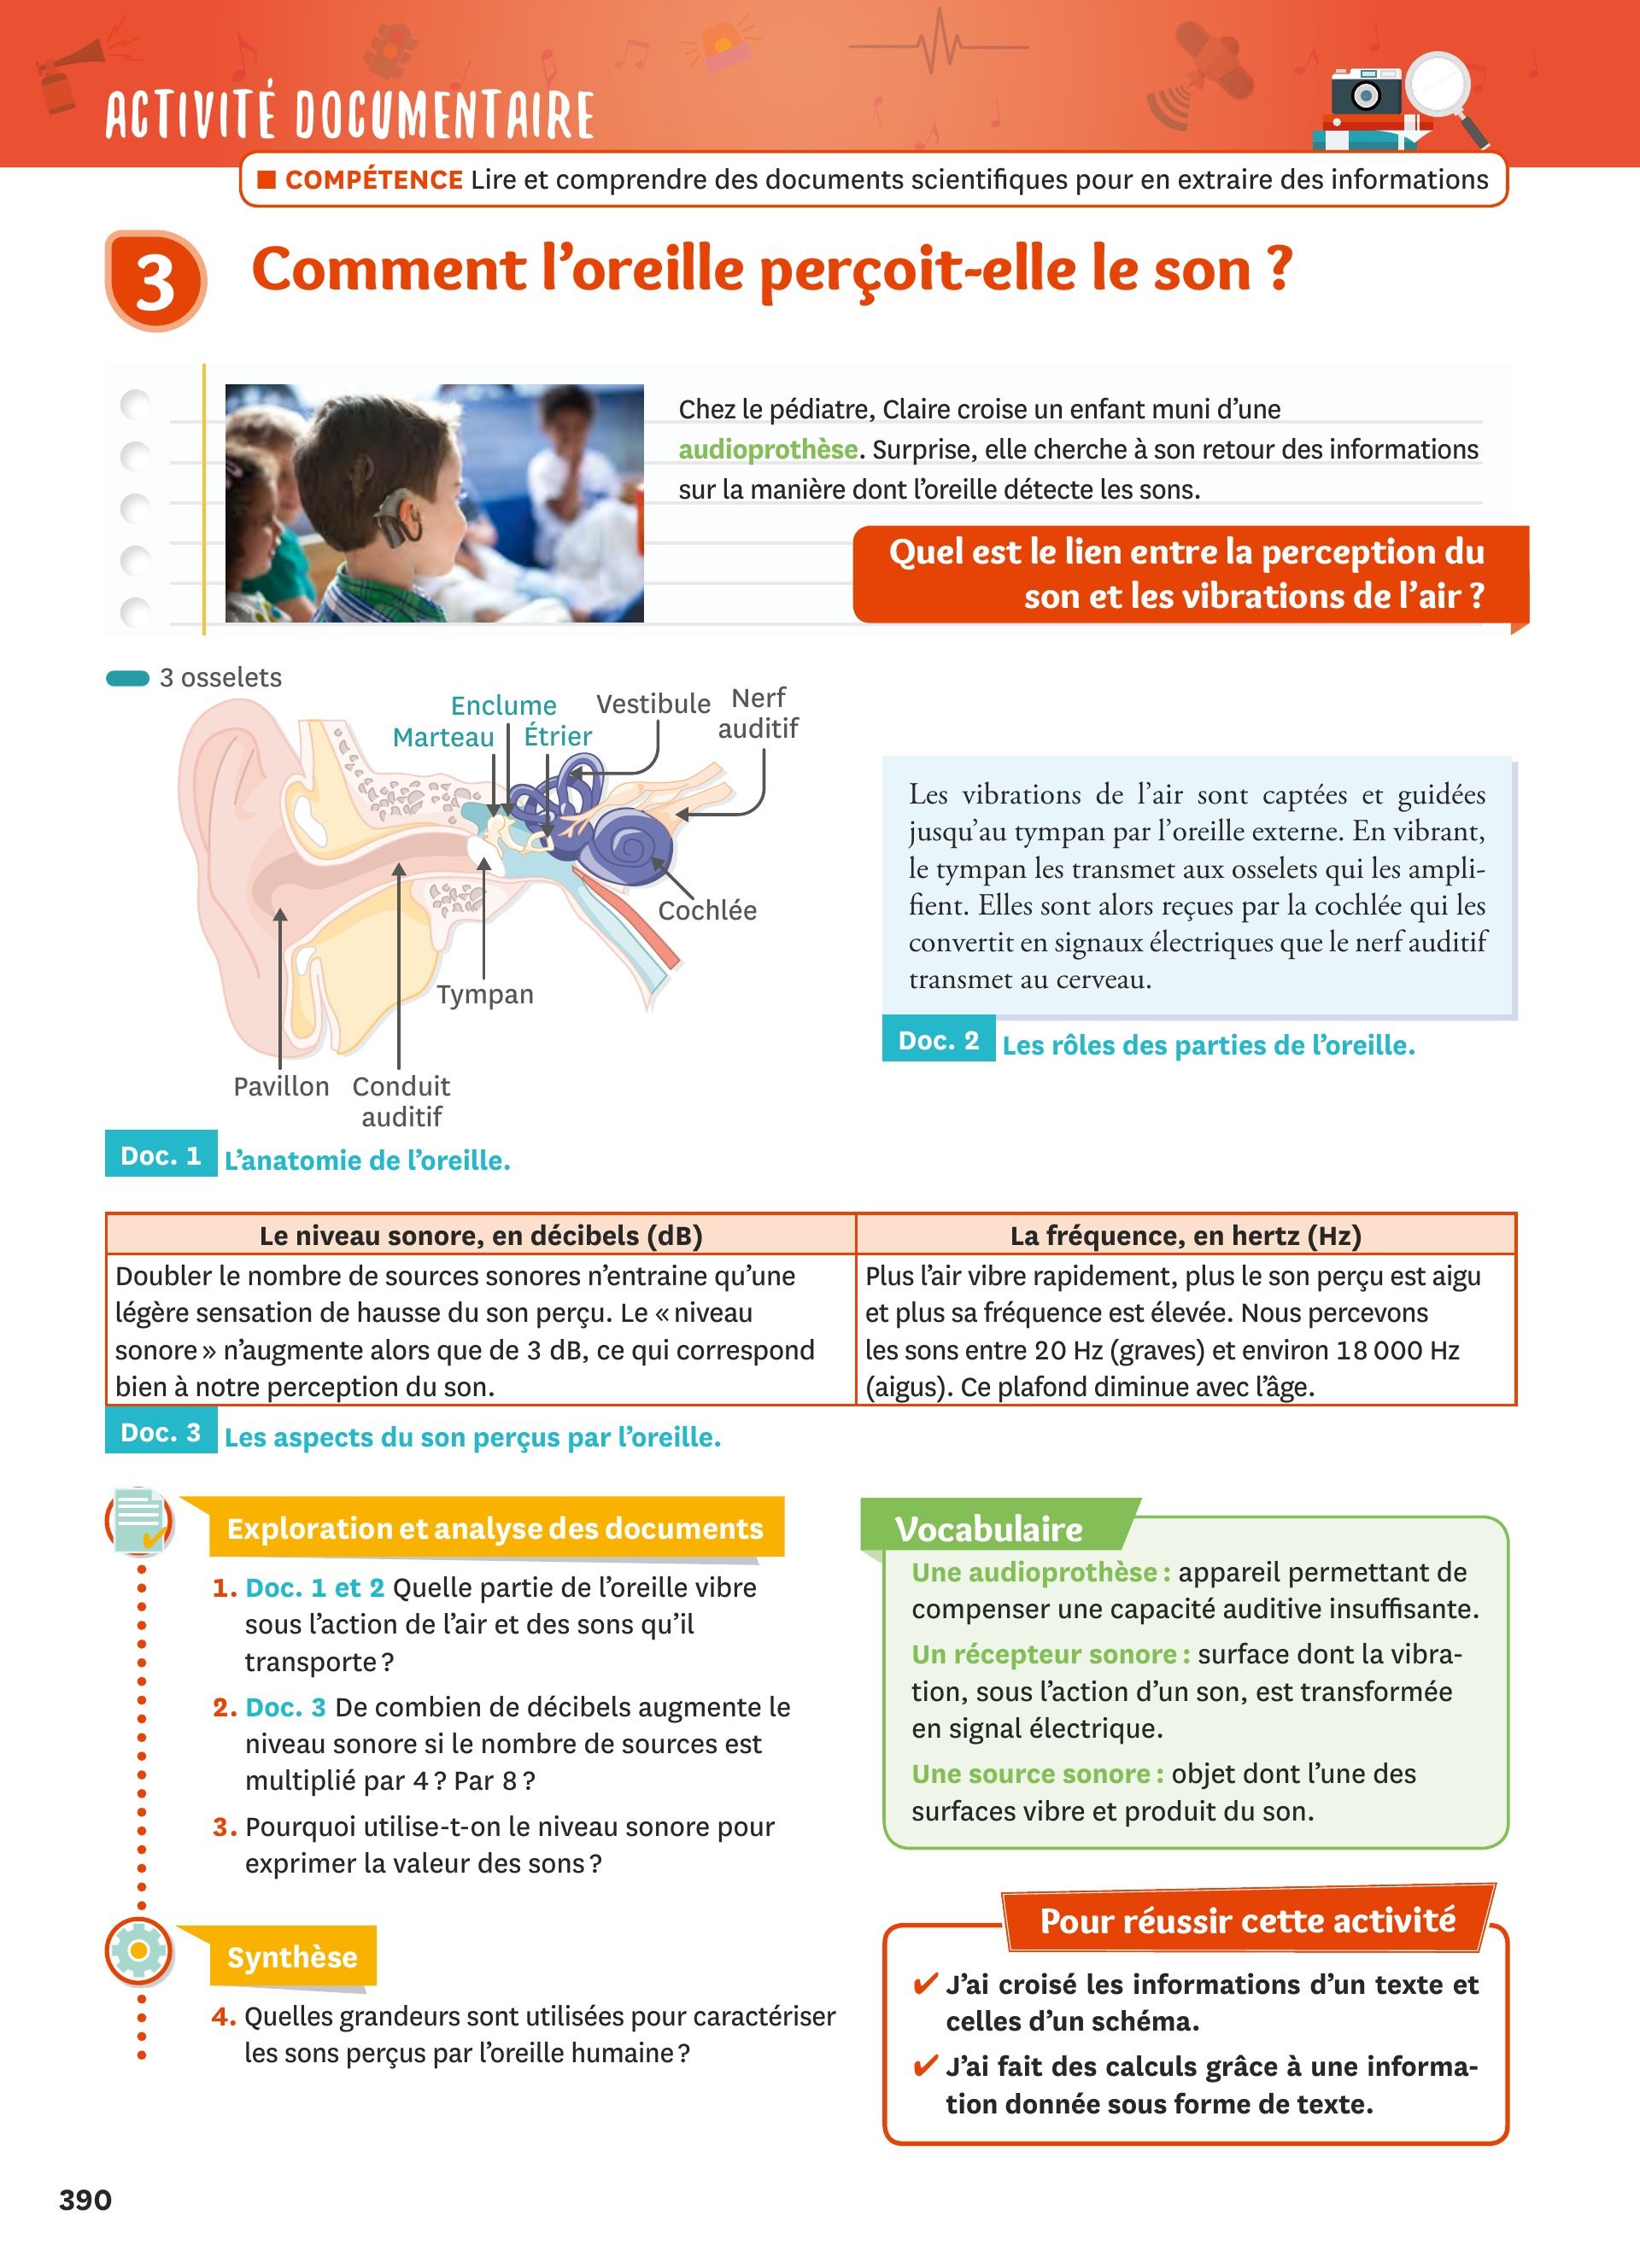 ACTIVITÉ DOCUMENTAIRE
COMPÉTENCE Lire et comprendre des documents scientifiques pour en extraire des informations
3 Comment l'oreille perçoit-elle le son ?
Chez le pédiatre, Claire croise un enfant muni d'une
audioprothèse. Surprise, elle cherche à son retour des informations
sur la manière dont l'oreille détecte les sons.
Quel est le lien entre la perception du
son et les vibrations de l'air ?
3 osselets
Enclume
Marteau
Étrier
Vestibule
Nerf
auditif
Cochlée
Tympan
Pavillon
Conduit
auditif
Doc. 1 L'anatomie de l'oreille.
Les vibrations de l'air sont captées et guidées
jusqu'au tympan par l'oreille externe. En vibrant,
le tympan les transmet aux osselets qui les ampli-
fient. Elles sont alors reçues par la cochlée qui les
convertit en signaux électriques que le nerf auditif
transmet au cerveau.
Doc. 2 Les rôles des parties de l'oreille.
Le niveau sonore, en décibels (dB)
Doubler le nombre de sources sonores n'entraine qu'une
légère sensation de hausse du son perçu. Le « niveau
sonore » n'augmente alors que de 3 dB, ce qui correspond
bien à notre perception du son.
La fréquence, en hertz (Hz)
Plus l'air vibre rapidement, plus le son perçu est aigu
et plus sa fréquence est élevée. Nous percevons
les sons entre 20 Hz (graves) et environ 18 000 Hz
(aigus). Ce plafond diminue avec l'âge.
Doc. 3 Les aspects du son perçus par l'oreille.
Exploration et analyse des documents
1. Doc. 1 et 2 Quelle partie de l'oreille vibre
sous l'action de l'air et des sons qu'il
transporte ?
2. Doc. 3 De combien de décibels augmente le
niveau sonore si le nombre de sources est
multiplié par 4 ? Par 8 ?
3. Pourquoi utilise-t-on le niveau sonore pour
exprimer la valeur des sons ?
Synthèse
4. Quelles grandeurs sont utilisées pour caractériser
les sons perçus par l'oreille humaine ?
Vocabulaire
Une audioprothèse : appareil permettant de
compenser une capacité auditive insuffisante.
Un récepteur sonore : surface dont la vibra-
tion, sous l'action d'un son, est transformée
en signal électrique.
Une source sonore : objet dont l'une des
surfaces vibre et produit du son.
Pour réussir cette activité
✔ J'ai croisé les informations d'un texte et
celles d'un schéma.
✔ J'ai fait des calculs grâce à une informa-
tion donnée sous forme de texte.
390